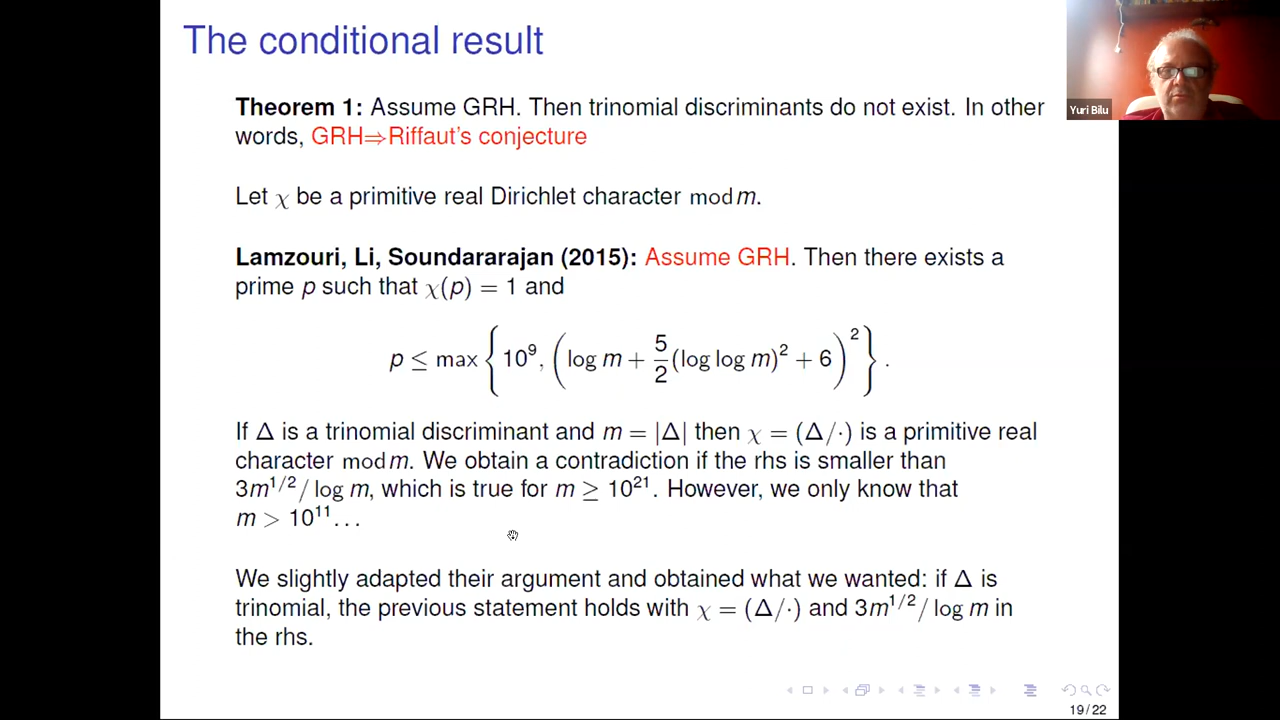 The conditional result
Yuri Bilu
Theorem 1: Assume GRH. Then trinomial discriminants do not exist. In other
words, GRH⇒Riffaut's conjecture
Let χ be a primitive real Dirichlet character mod m.
Lamzouri, Li, Soundararajan (2015): Assume GRH. Then there exists a
prime p such that χ(p) = 1 and
p ≤ max { 10⁹, ( log m + 5/2 (log log m)² + 6 )² } .
If Δ is a trinomial discriminant and m = |Δ| then χ = (Δ/·) is a primitive real
character mod m. We obtain a contradiction if the rhs is smaller than
3m^{1/2}/ log m, which is true for m ≥ 10²¹. However, we only know that
m > 10¹¹...
We slightly adapted their argument and obtained what we wanted: if Δ is
trinomial, the previous statement holds with χ = (Δ/·) and 3m^{1/2}/ log m in
the rhs.
19/22